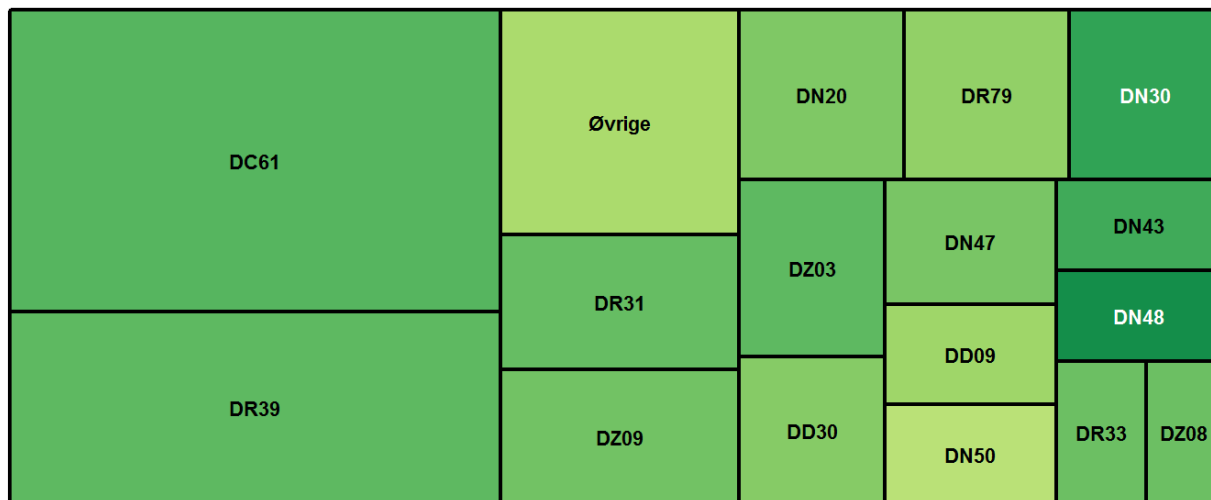 DC61
DR39
Øvrige
DR31
DZ09
DN20
DR79
DN30
DZ03
DD30
DN47
DD09
DN50
DN43
DN48
DR33
DZ08